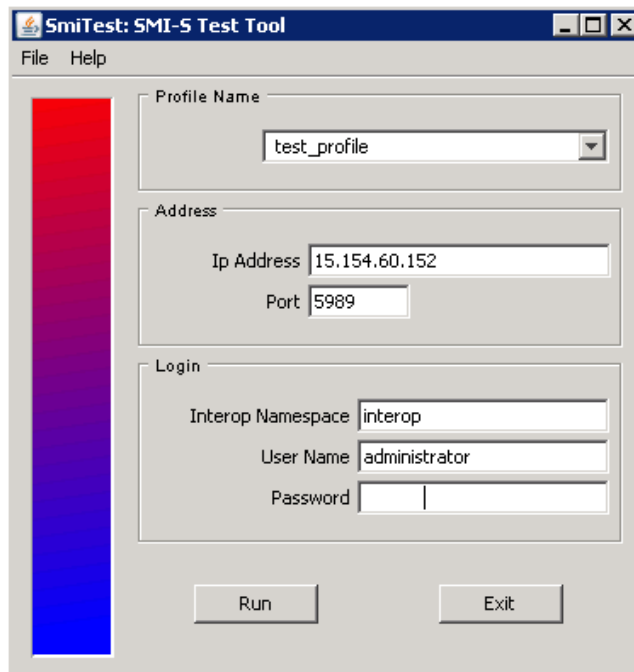 SmiTest: SMI-S Test Tool
File Help
Profile Name
test_profile
Address
Ip Address 15.154.60.152
Port 5989
Login
Interop Namespace interop
User Name administrator
Password
Run Exit